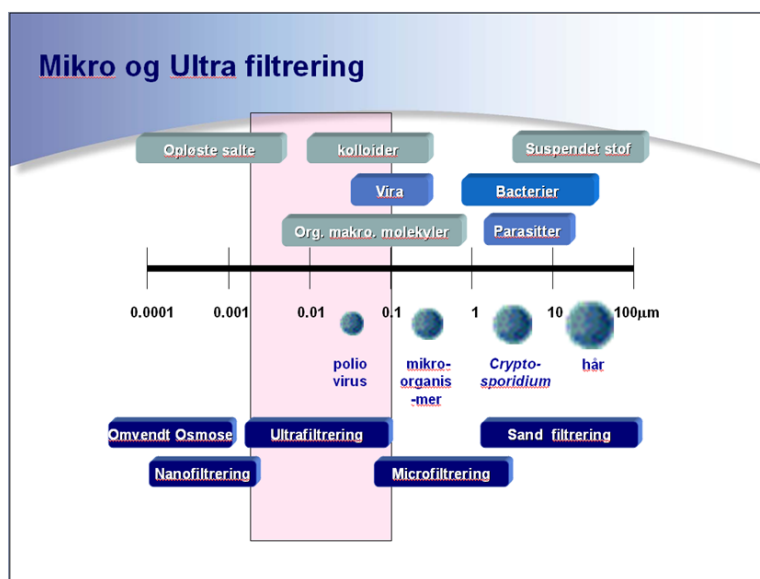 Mikro og Ultra filtrering
Opløste salte
kolloider
Suspendet stof
Vira
Bacterier
Org. makro. molekyler
Parasitter
0.0001
0.001
0.01
0.1
1
10
100µm
polio
virus
mikro-
organis
-mer
Crypto-
sporidium
hår
Omvendt Osmose
Ultrafiltrering
Sand filtrering
Nanofiltrering
Microfiltrering